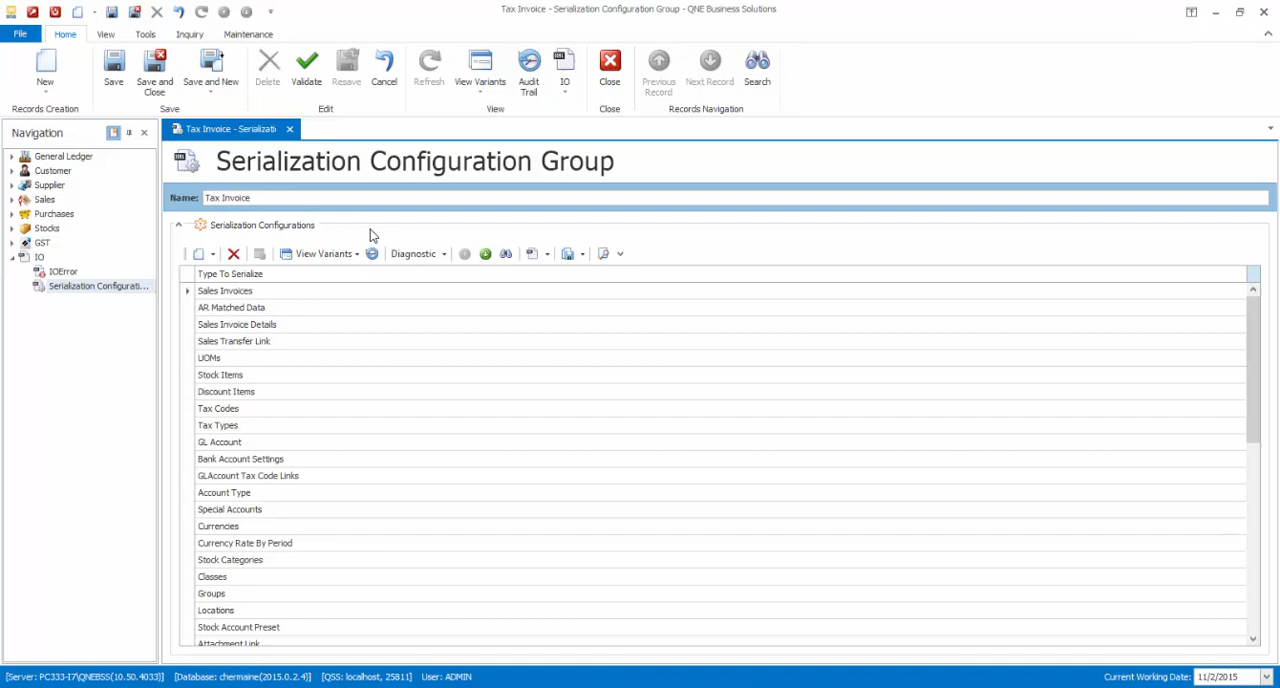 Tax Invoice - Serialization Configuration Group - QNE Business Solutions
File Home View Tools Inquiry Maintenance
New Save Save and Close Save and New Delete Validate Resave Cancel Refresh View Variants Audit Trail IO Close Previous Record Next Record Search
Records Creation Save Edit View Close Records Navigation
Navigation
General Ledger
Customer
Supplier
Sales
Purchases
Stocks
GST
IO
IOError
Serialization Configurati...
Tax Invoice - Serializati
Serialization Configuration Group
Name: Tax Invoice
Serialization Configurations
View Variants Diagnostic
Type To Serialize
Sales Invoices
AR Matched Data
Sales Invoice Details
Sales Transfer Link
UOMs
Stock Items
Discount Items
Tax Codes
Tax Types
GL Account
Bank Account Settings
GLAccount Tax Code Links
Account Type
Special Accounts
Currencies
Currency Rate By Period
Stock Categories
Classes
Groups
Locations
Stock Account Preset
Attachment Link
[Server: PC333-I7\QNEBSS(10.50.4033)] [Database: chermaine(2015.0.2.4)] [QSS: localhost, 25811] User: ADMIN Current Working Date: 11/2/2015